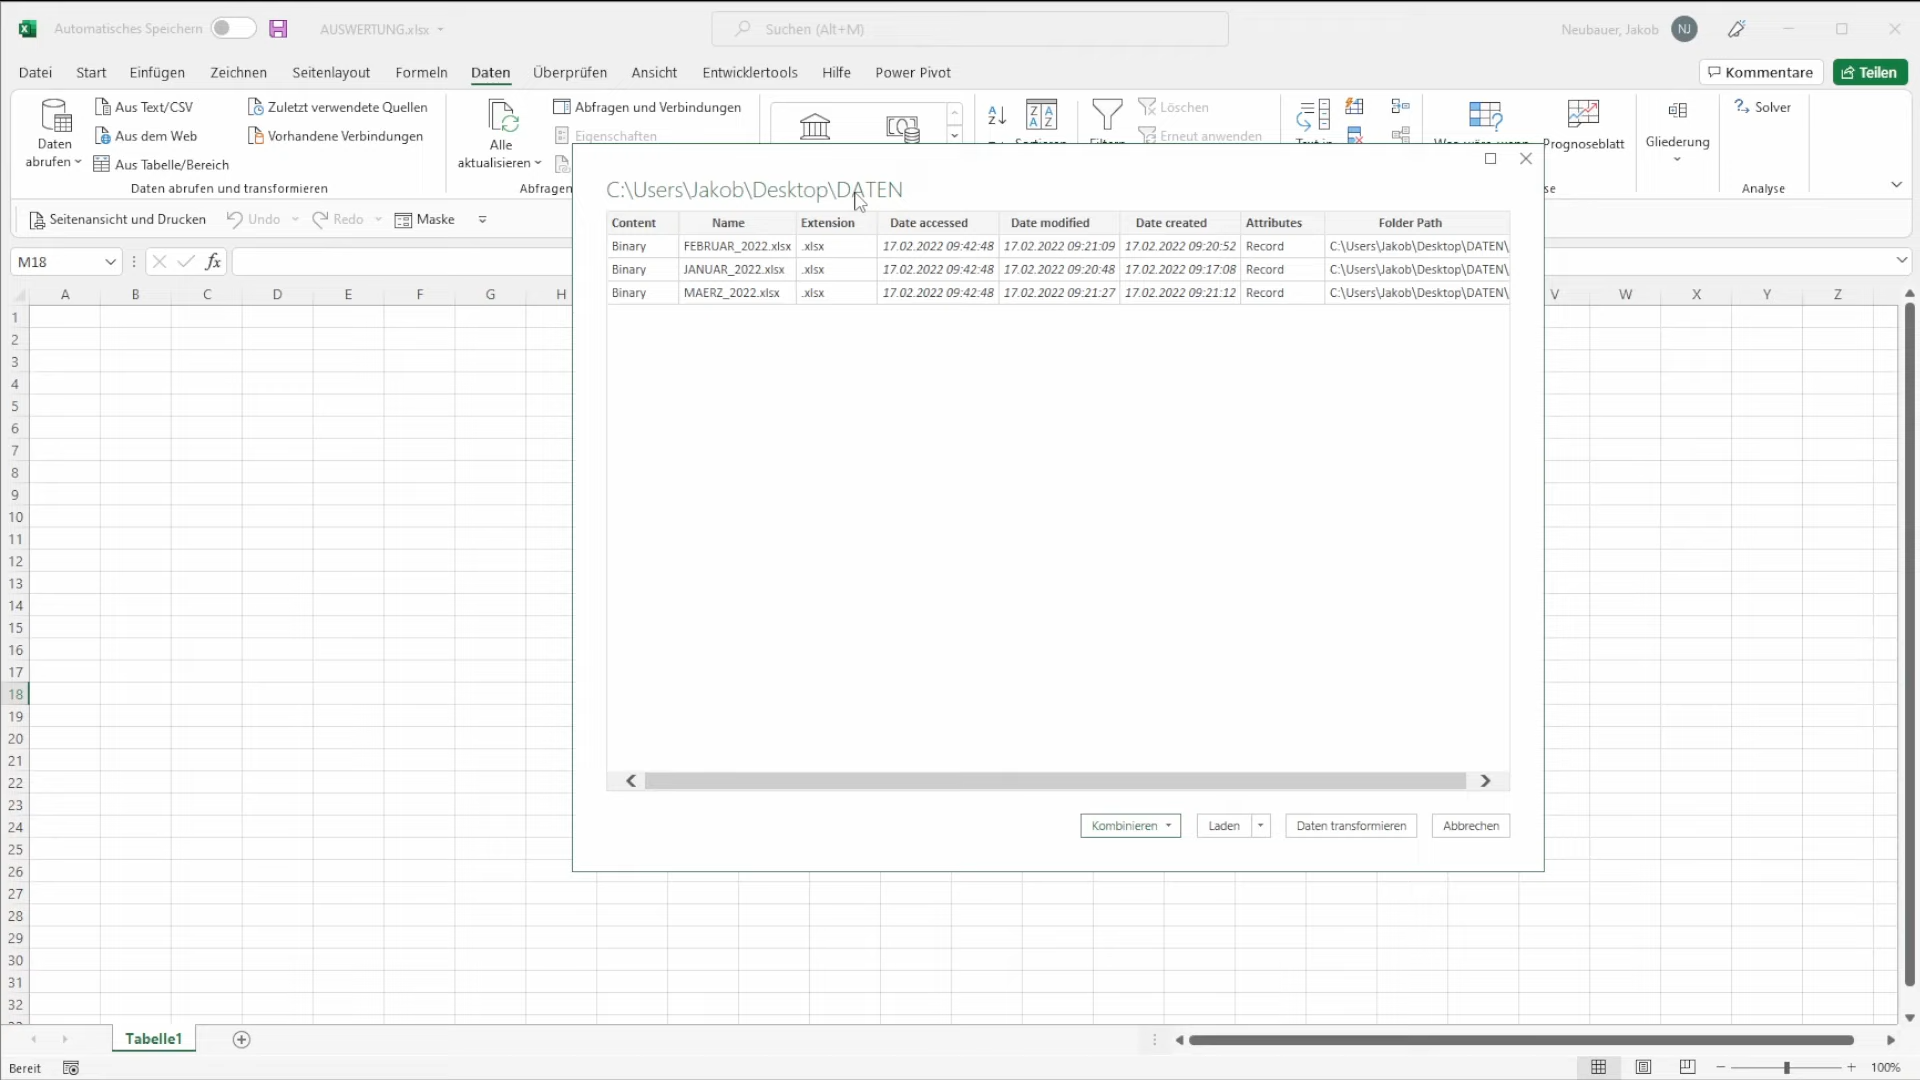 Automatisches Speichern AUSWERTUNG.xlsx Suchen (Alt+M) Neubauer, Jakob NJ
Datei Start Einfügen Zeichnen Seitenlayout Formeln Daten Überprüfen Ansicht Entwicklertools Hilfe Power Pivot Kommentare Teilen
Aus Text/CSV Zuletzt verwendete Quellen Abfragen und Verbindungen Löschen Solver
Daten abrufen Aus dem Web Vorhandene Verbindungen Alle aktualisieren Eigenschaften Erneut anwenden Prognoseblatt Gliederung
Aus Tabelle/Bereich
Daten abrufen und transformieren Abfragen se Analyse
Seitenansicht und Drucken Undo Redo Maske
M18 fx
A B C D E F G H V W X Y Z
C:\Users\Jakob\Desktop\DATEN
Content Name Extension Date accessed Date modified Date created Attributes Folder Path
Binary FEBRUAR_2022.xlsx .xlsx 17.02.2022 09:42:48 17.02.2022 09:21:09 17.02.2022 09:20:52 Record C:\Users\Jakob\Desktop\DATEN\
Binary JANUAR_2022.xlsx .xlsx 17.02.2022 09:42:48 17.02.2022 09:20:48 17.02.2022 09:17:08 Record C:\Users\Jakob\Desktop\DATEN\
Binary MAERZ_2022.xlsx .xlsx 17.02.2022 09:42:48 17.02.2022 09:21:27 17.02.2022 09:21:12 Record C:\Users\Jakob\Desktop\DATEN\
Kombinieren Laden Daten transformieren Abbrechen
1
2
3
4
5
6
7
8
9
10
11
12
13
14
15
16
17
18
19
20
21
22
23
24
25
26
27
28
29
30
31
32
Tabelle1
Bereit 100%